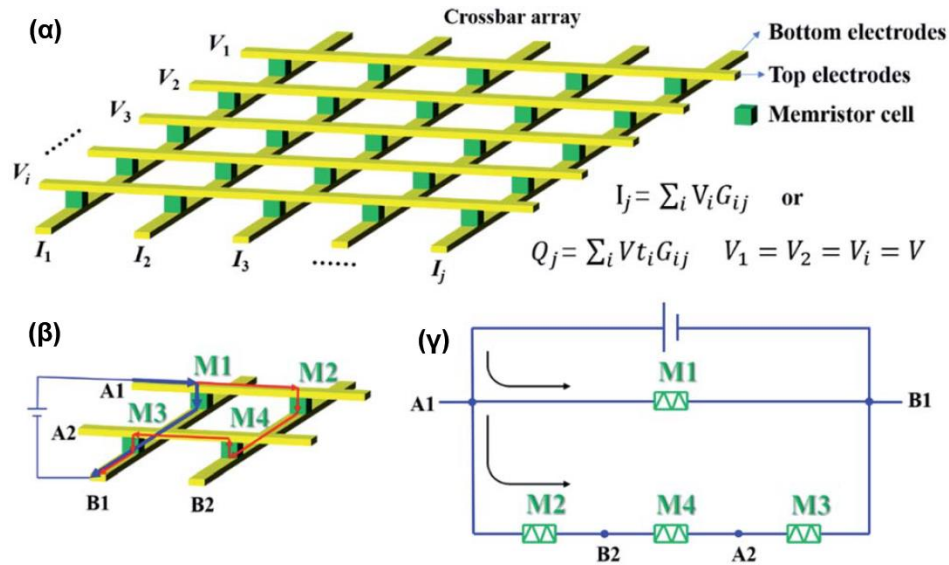 (α)
Crossbar array
Bottom electrodes
Top electrodes
Memristor cell
V1
V2
V3
......
Vi
I1
I2
I3
......
Ij
Ij= ∑i ViGij or
Qj= ∑i VtiGij V1 = V2 = Vi = V
(β)
A1
M1
M2
A2
M3
M4
B1
B2
(γ)
M1
A1
B1
M2
M4
M3
B2
A2